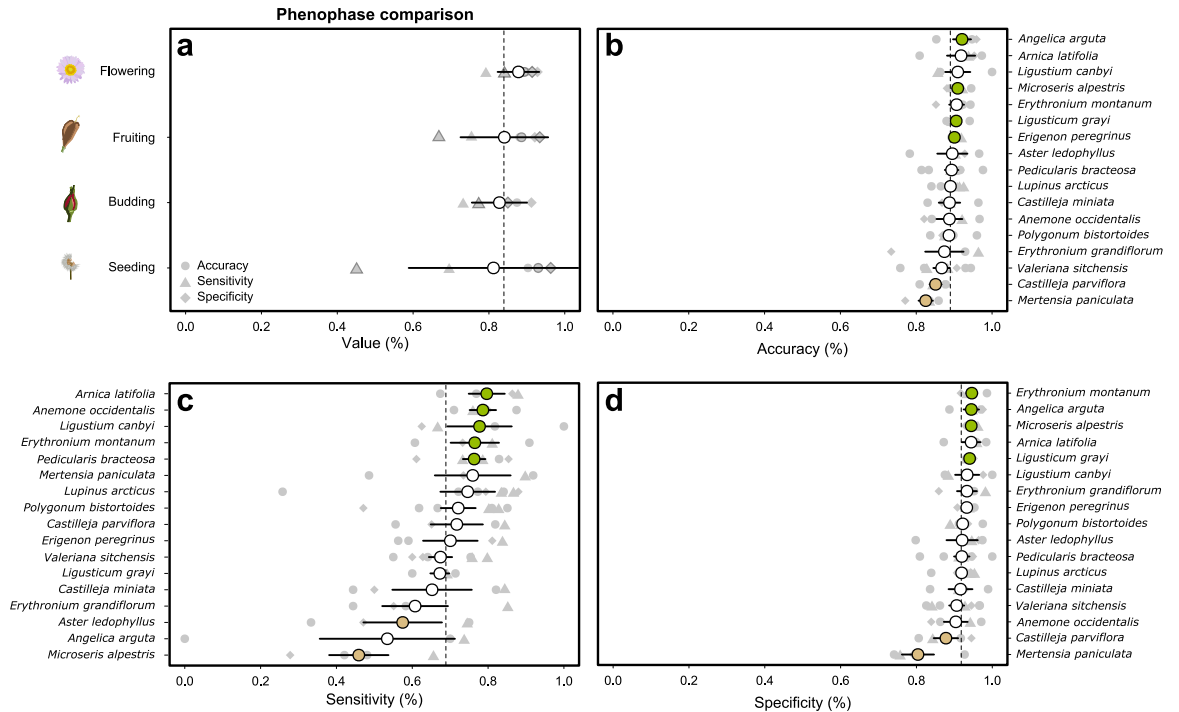 Phenophase comparison
a
Flowering
Fruiting
Budding
Seeding
Accuracy
Sensitivity
Specificity
0.0 0.2 0.4 0.6 0.8 1.0
Value (%)
b
Angelica arguta
Arnica latifolia
Ligustium canbyi
Microseris alpestris
Erythronium montanum
Ligusticum grayi
Erigenon peregrinus
Aster ledophyllus
Pedicularis bracteosa
Lupinus arcticus
Castilleja miniata
Anemone occidentalis
Polygonum bistortoides
Erythronium grandiflorum
Valeriana sitchensis
Castilleja parviflora
Mertensia paniculata
0.0 0.2 0.4 0.6 0.8 1.0
Accuracy (%)
c
Arnica latifolia
Anemone occidentalis
Ligustium canbyi
Erythronium montanum
Pedicularis bracteosa
Mertensia paniculata
Lupinus arcticus
Polygonum bistortoides
Castilleja parviflora
Erigenon peregrinus
Valeriana sitchensis
Ligusticum grayi
Castilleja miniata
Erythronium grandiflorum
Aster ledophyllus
Angelica arguta
Microseris alpestris
0.0 0.2 0.4 0.6 0.8 1.0
Sensitivity (%)
d
Erythronium montanum
Angelica arguta
Microseris alpestris
Arnica latifolia
Ligusticum grayi
Ligustium canbyi
Erythronium grandiflorum
Erigenon peregrinus
Polygonum bistortoides
Aster ledophyllus
Pedicularis bracteosa
Lupinus arcticus
Castilleja miniata
Valeriana sitchensis
Anemone occidentalis
Castilleja parviflora
Mertensia paniculata
0.0 0.2 0.4 0.6 0.8 1.0
Specificity (%)